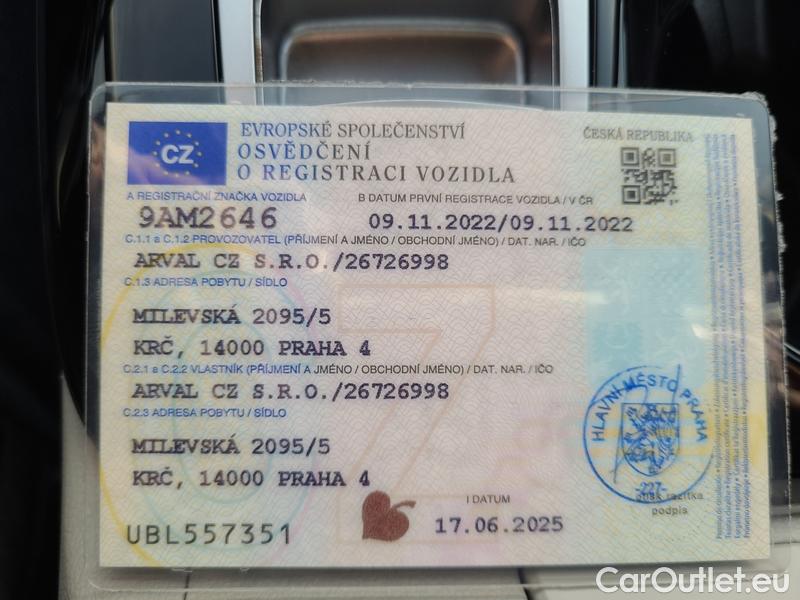 EVROPSKÉ SPOLEČENSTVÍ
ČESKÁ REPUBLIKA
CZ
OSVĚDČENÍ
O REGISTRACI VOZIDLA
A REGISTRAČNÍ ZNAČKA VOZIDLA
B DATUM PRVNÍ REGISTRACE VOZIDLA / V ČR
9AM2646
09.11.2022/09.11.2022
C.1.1 a C.1.2 PROVOZOVATEL (PŘÍJMENÍ A JMÉNO / OBCHODNÍ JMÉNO) / DAT. NAR. / IČO
ARVAL CZ S.R.O./26726998
C.1.3 ADRESA POBYTU / SÍDLO
MILEVSKÁ 2095/5
KRČ, 14000 PRAHA 4
C.2.1 a C.2.2 VLASTNÍK (PŘÍJMENÍ A JMÉNO / OBCHODNÍ JMÉNO) / DAT. NAR. / IČO
ARVAL CZ S.R.O./26726998
C.2.3 ADRESA POBYTU / SÍDLO
MILEVSKÁ 2095/5
KRČ, 14000 PRAHA 4
HLAVNÍ MĚSTO PRAHA
-227-
otisk razítka
podpis
I DATUM
17.06.2025
UBL557351
CarOutlet.eu